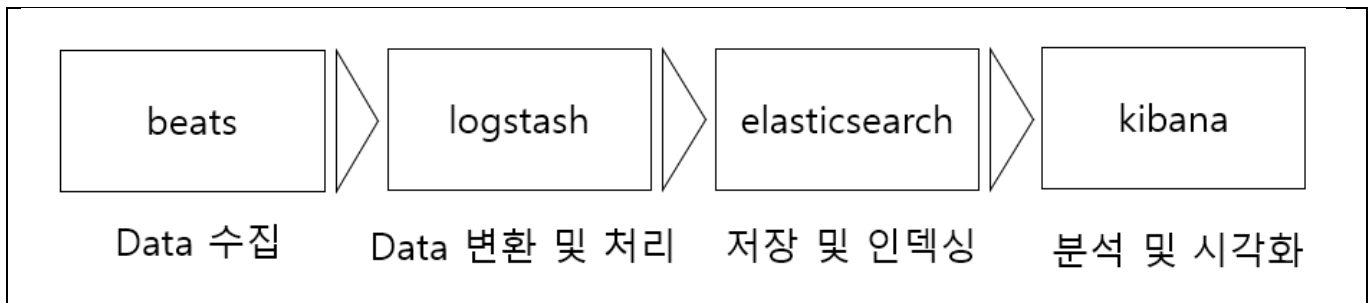 beats
logstash
elasticsearch
kibana
Data 수집
Data 변환 및 처리
저장 및 인덱싱
분석 및 시각화